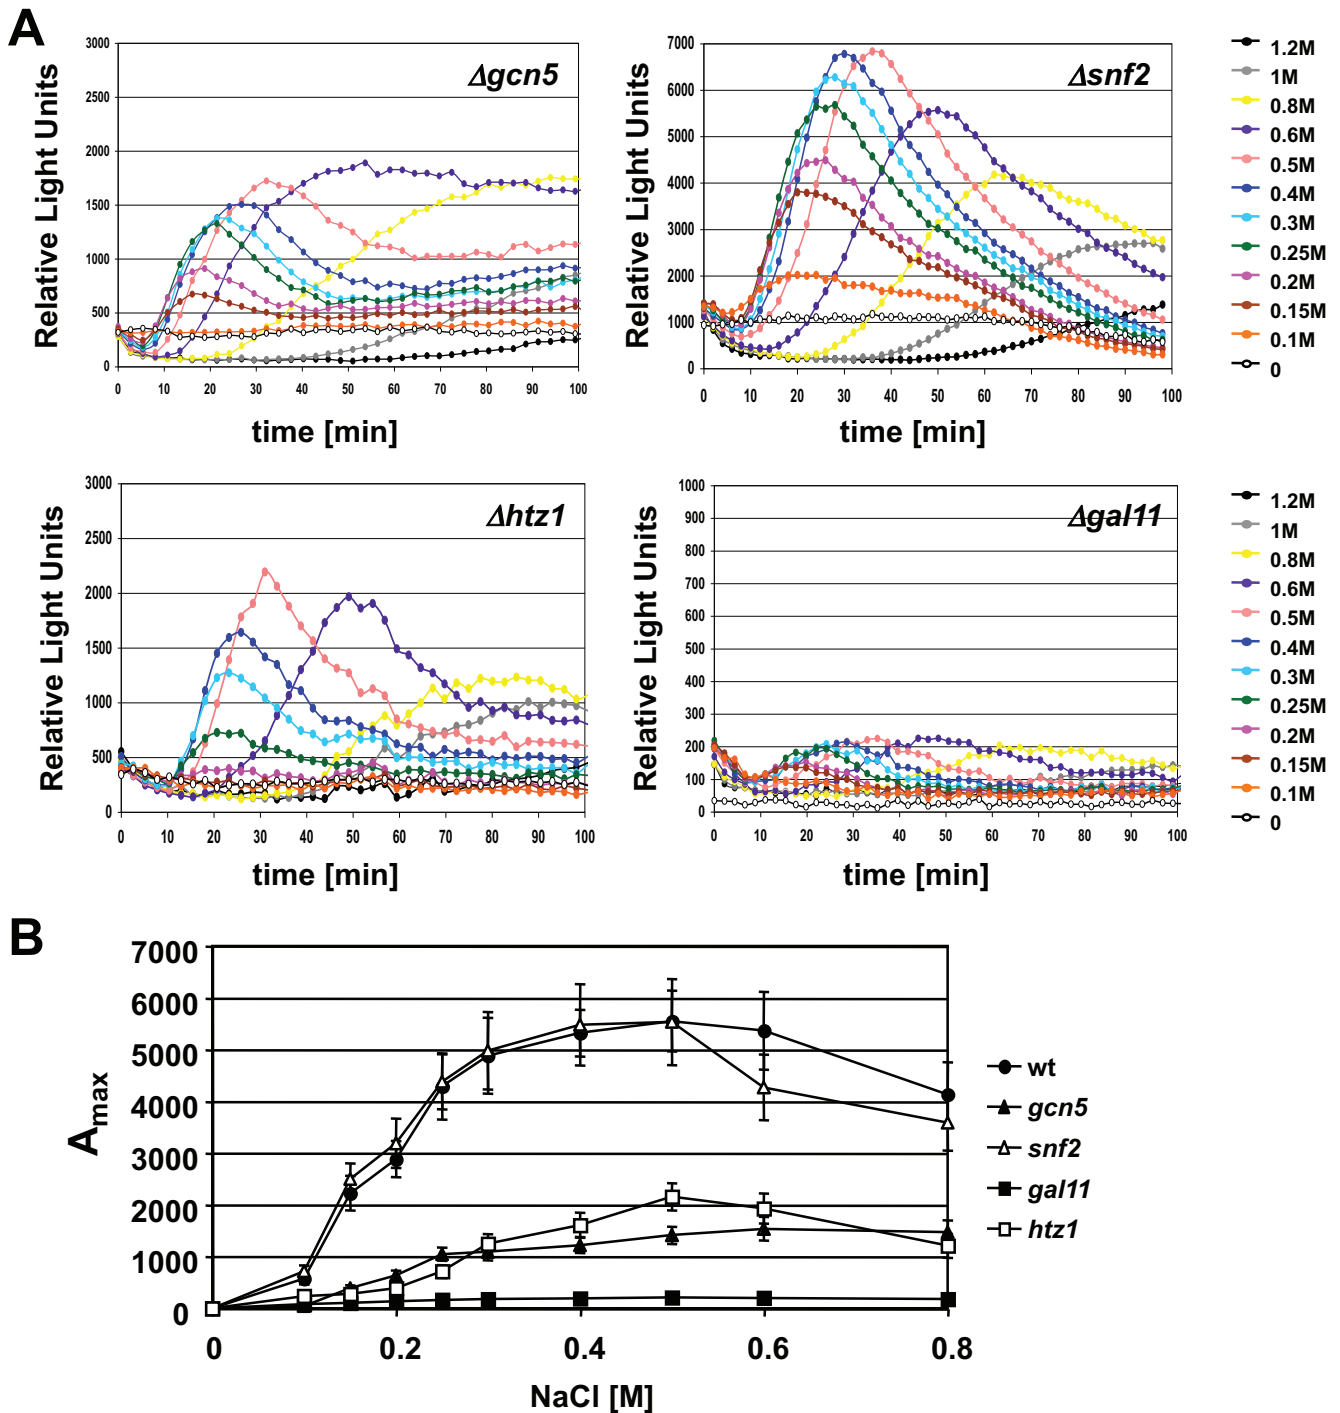 A
Δgcn5
Relative Light Units
3000
2500
2000
1500
1000
500
0
0 10 20 30 40 50 60 70 80 90 100
time [min]
Δsnf2
Relative Light Units
7000
6000
5000
4000
3000
2000
1000
0
0 10 20 30 40 50 60 70 80 90 100
time [min]
1.2M
1M
0.8M
0.6M
0.5M
0.4M
0.3M
0.25M
0.2M
0.15M
0.1M
0
Δhtz1
Relative Light Units
3000
2500
2000
1500
1000
500
0
0 10 20 30 40 50 60 70 80 90 100
time [min]
Δgal11
Relative Light Units
1000
900
800
700
600
500
400
300
200
100
0
0 10 20 30 40 50 60 70 80 90 100
time [min]
1.2M
1M
0.8M
0.6M
0.5M
0.4M
0.3M
0.25M
0.2M
0.15M
0.1M
0
B
Amax
7000
6000
5000
4000
3000
2000
1000
0
0 0.2 0.4 0.6 0.8
NaCl [M]
wt
gcn5
snf2
gal11
htz1